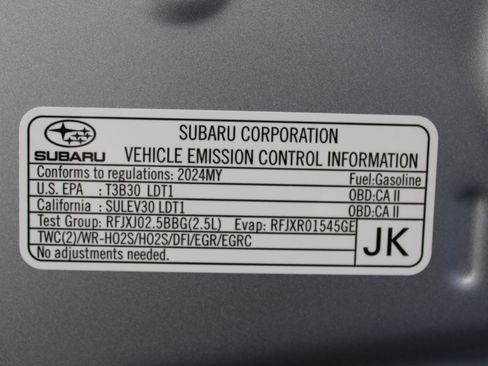 SUBARU CORPORATION
SUBARU
VEHICLE EMISSION CONTROL INFORMATION
Conforms to regulations: 2024MY Fuel:Gasoline
U.S. EPA : T3B30 LDT1 OBD:CA II
California : SULEV30 LDT1 OBD:CA II
Test Group: RFJXJ02.5BBG(2.5L) Evap: RFJXR01545GE
TWC(2)/WR-HO2S/HO2S/DFI/EGR/EGRC
No adjustments needed.
JK